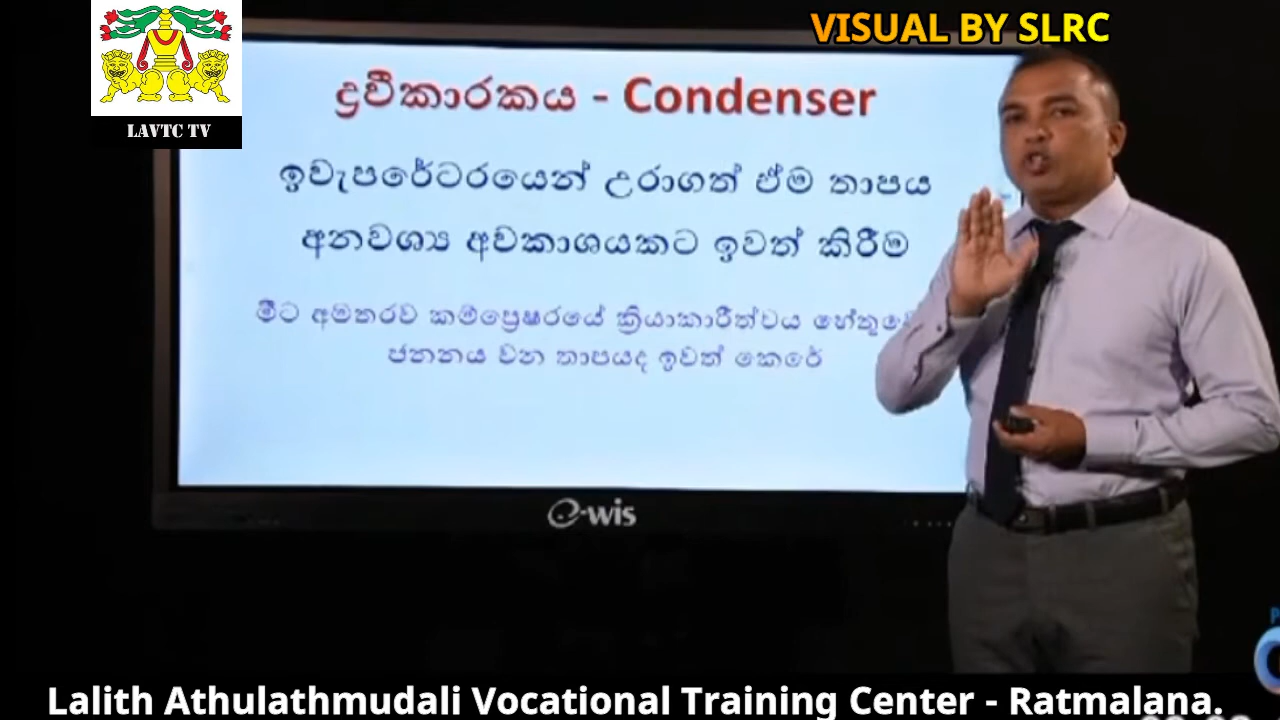 VISUAL BY SLRC
LAVTC TV
ද්‍රවීකාරකය - Condenser
ඉවැපරේටරයෙන් උරාගත් ඒම තාපය
අනවශ්‍ය අවකාශයකට ඉවත් කිරීම
මීට අමතරව කම්ප්‍රෙෂරයේ ක්‍රියාකාරීත්වය
ජනනය වන තාපයද ඉවත් කෙරේ
e-wis
Lalith Athulathmudali Vocational Training Center - Ratmalana.